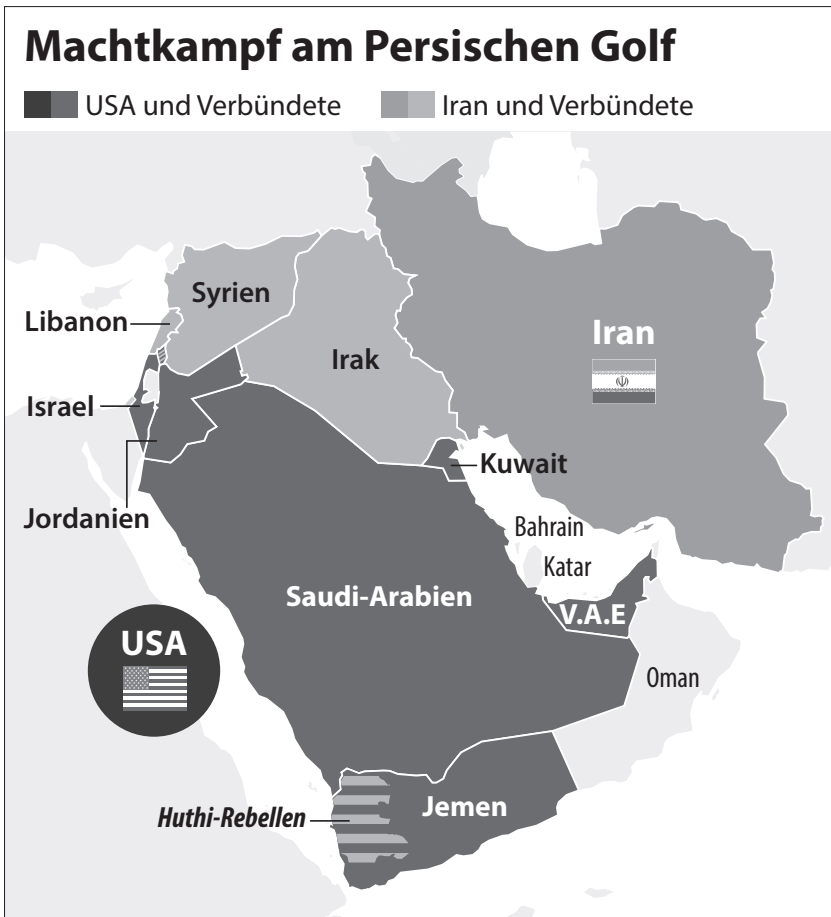 Machtkampf am Persischen Golf
USA und Verbündete
Iran und Verbündete
Syrien
Libanon
Irak
Iran
Israel
Kuwait
Jordanien
Bahrain
Katar
Saudi-Arabien
V.A.E
USA
Oman
Huthi-Rebellen
Jemen